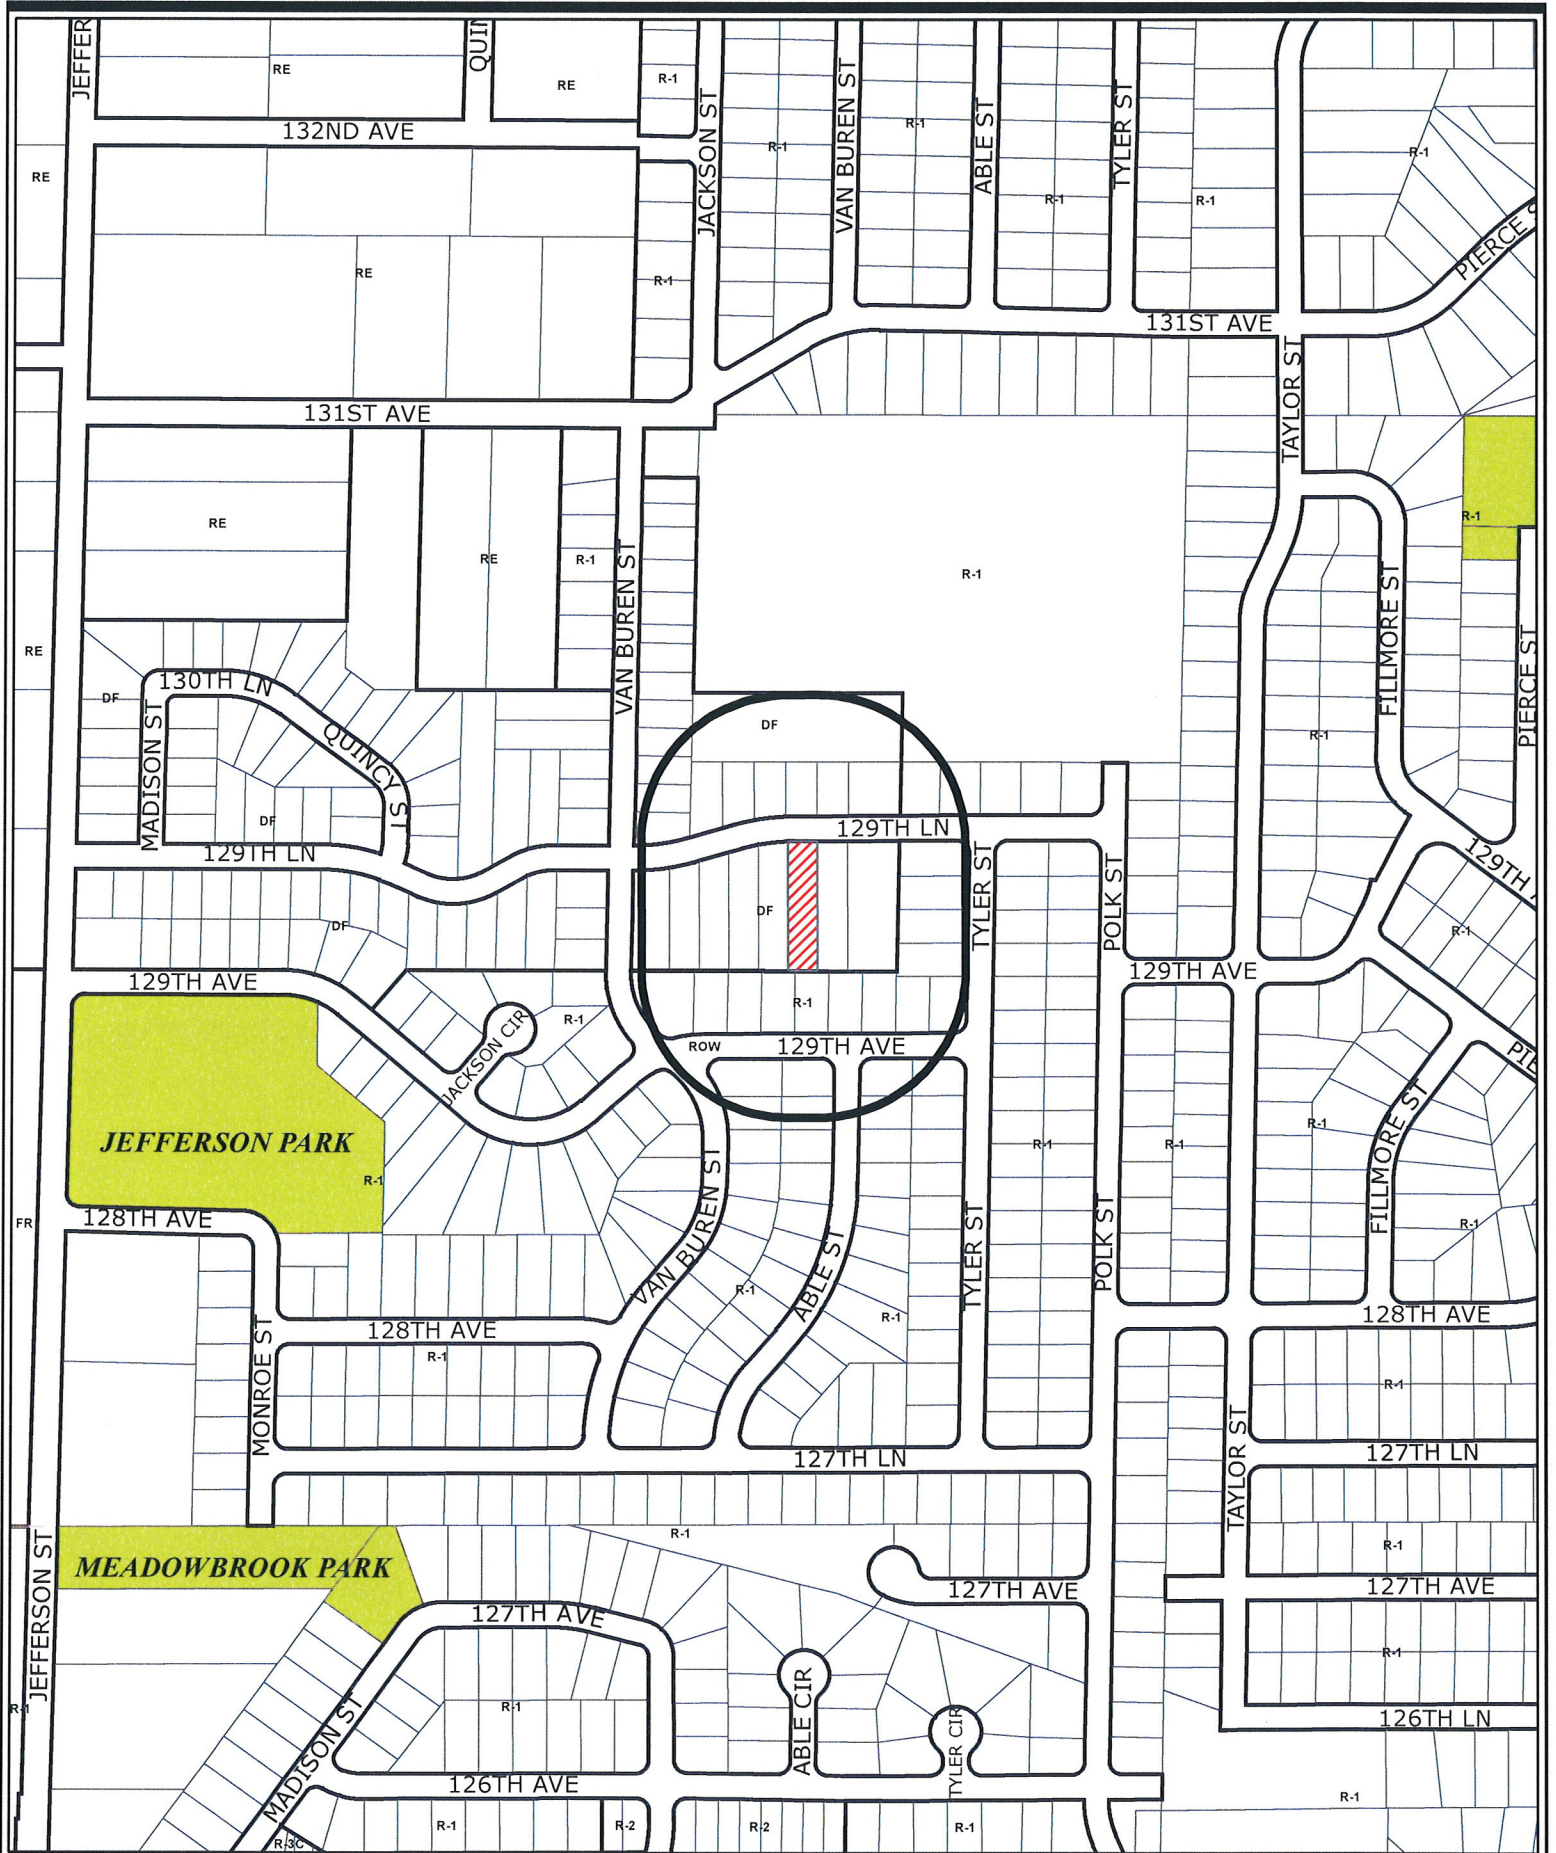 JEFFER
QUIN
RE
RE
R-1
132ND AVE
JACKSON ST
VAN BUREN ST
ABLE ST
TYLER ST
R-1
R-1
R-1
R-1
R-1
RE
PIERCE S
RE
R-1
131ST AVE
TAYLOR ST
131ST AVE
R-1
RE
RE
R-1
VAN BUREN ST
R-1
FILLMORE ST
PIERCE ST
RE
130TH LN
DF
MADISON ST
QUINCY ST
DF
R-1
DF
129TH LN
129TH LN
129TH A
TYLER ST
POLK ST
DF
DF
R-1
129TH AVE
129TH AVE
R-1
JACKSON CIR
R-1
ROW
129TH AVE
PIE
JEFFERSON PARK
R-1
R-1
R-1
R-1
FILLMORE ST
VAN BUREN ST
ABLE ST
TYLER ST
POLK ST
FR
128TH AVE
R-1
R-1
R-1
MONROE ST
128TH AVE
128TH AVE
R-1
R-1
TAYLOR ST
127TH LN
127TH LN
R-1
R-1
JEFFERSON ST
MEADOWBROOK PARK
127TH AVE
127TH AVE
127TH AVE
R-1
R-1
R-1
ABLE CIR
TYLER CIR
126TH LN
MADISON ST
126TH AVE
R-1
R-1
R-2
R-2
R-1
R-3C